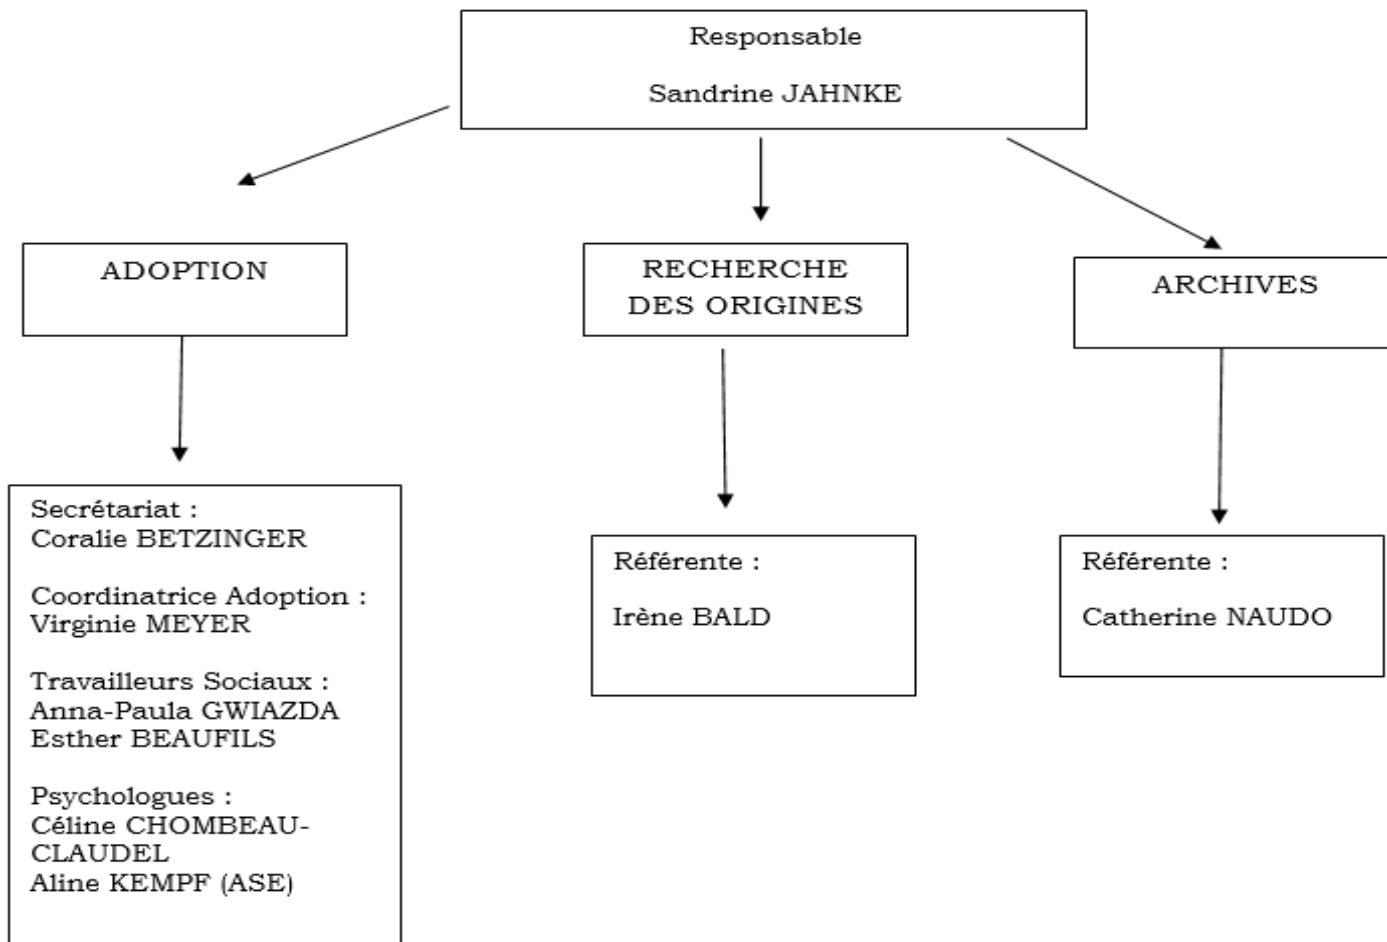 Responsable
Sandrine JAHNKE
ADOPTION
RECHERCHE
DES ORIGINES
ARCHIVES
Secrétariat :
Coralie BETZINGER
Coordinatrice Adoption :
Virginie MEYER
Travailleurs Sociaux :
Anna-Paula GWIAZDA
Esther BEAUFILS
Psychologues :
Céline CHOMBEAU-
CLAUDEL
Aline KEMPF (ASE)
Référente :
Irène BALD
Référente :
Catherine NAUDO